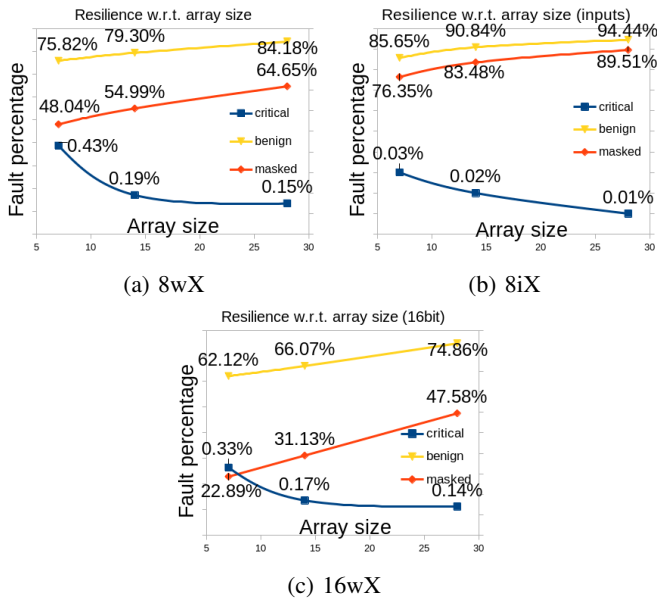 Resilience w.r.t. array size
75.82%
79.30%
84.18%
64.65%
48.04%
54.99%
0.43%
0.19%
0.15%
critical
benign
masked
Fault percentage
Array size
5
10
15
20
25
30
(a) 8wX
Resilience w.r.t. array size (inputs)
85.65%
90.84%
94.44%
89.51%
76.35%
83.48%
0.03%
0.02%
0.01%
critical
benign
masked
Fault percentage
Array size
5
10
15
20
25
30
(b) 8iX
Resilience w.r.t. array size (16bit)
62.12%
66.07%
74.86%
47.58%
0.33%
31.13%
22.89%
0.17%
0.14%
critical
benign
masked
Fault percentage
Array size
5
10
15
20
25
30
(c) 16wX